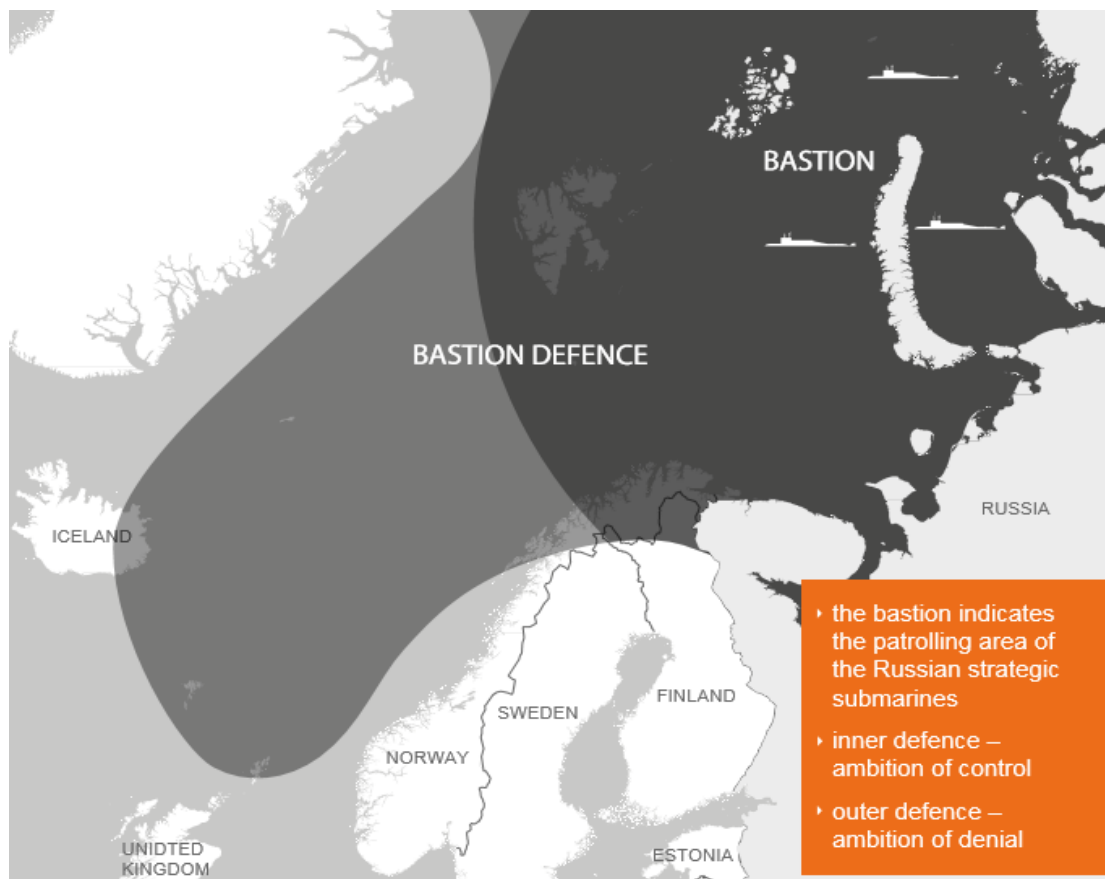 BASTION
BASTION DEFENCE
ICELAND
RUSSIA
FINLAND
SWEDEN
NORWAY
UNIDTED
KINGDOM
ESTONIA
‣ the bastion indicates
the patrolling area of
the Russian strategic
submarines
‣ inner defence –
ambition of control
‣ outer defence –
ambition of denial